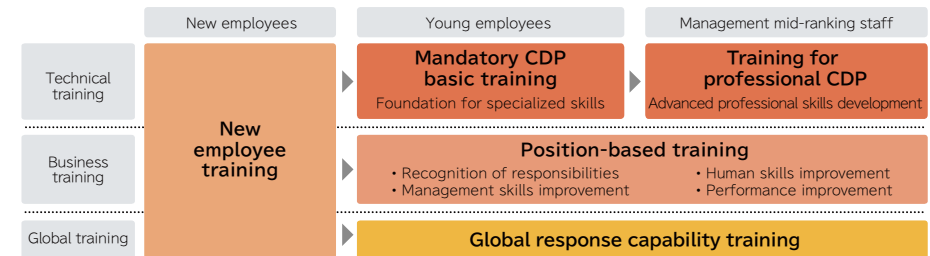 New employees
Young employees
Management mid-ranking staff
Technical
training
New
employee
training
Mandatory CDP
basic training
Foundation for specialized skills
Training for
professional CDP
Advanced professional skills development
Business
training
Position-based training
• Recognition of responsibilities
• Management skills improvement
• Human skills improvement
• Performance improvement
Global training
Global response capability training